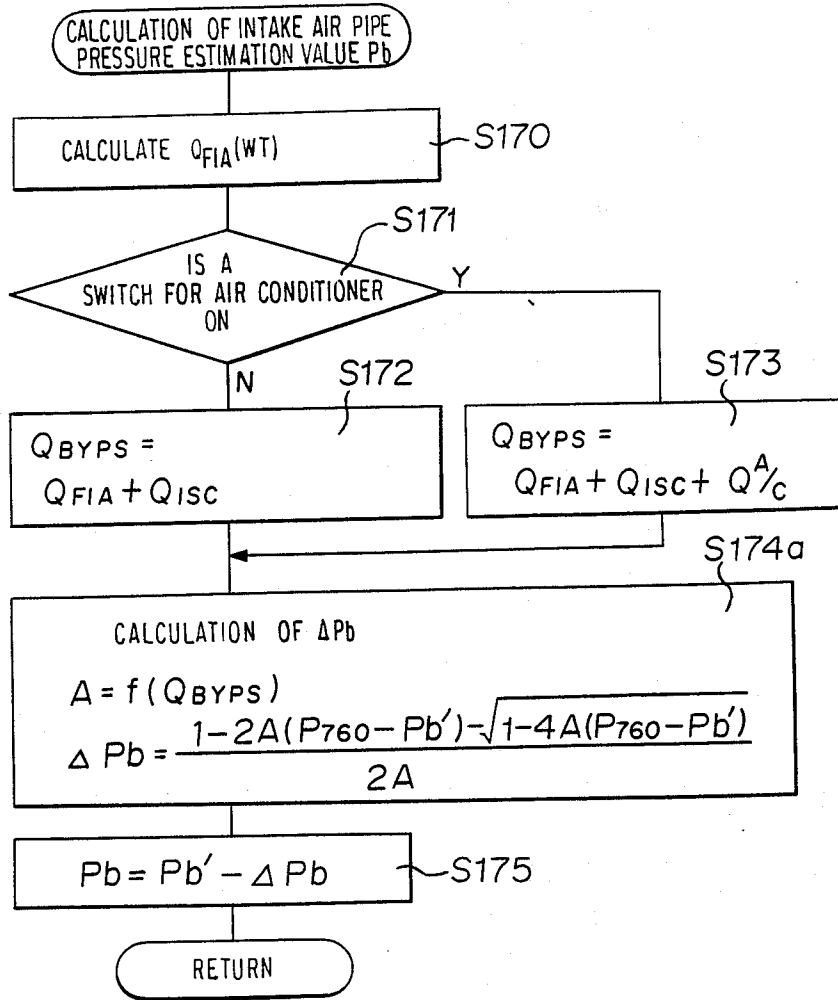 CALCULATION OF INTAKE AIR PIPE
PRESSURE ESTIMATION VALUE Pb
CALCULATE QFIA(WT)
S170
S171
IS A
SWITCH FOR AIR CONDITIONER
ON
Y
N
S172
QBYPS =
QFIA + QISC
S173
QBYPS =
QFIA + QISC + QA/C
S174a
CALCULATION OF ΔPb
A = f(QBYPS)
Δ Pb = 1-2A(P760-Pb')-√1-4A(P760-Pb')
2A
Pb = Pb' - Δ Pb
S175
RETURN